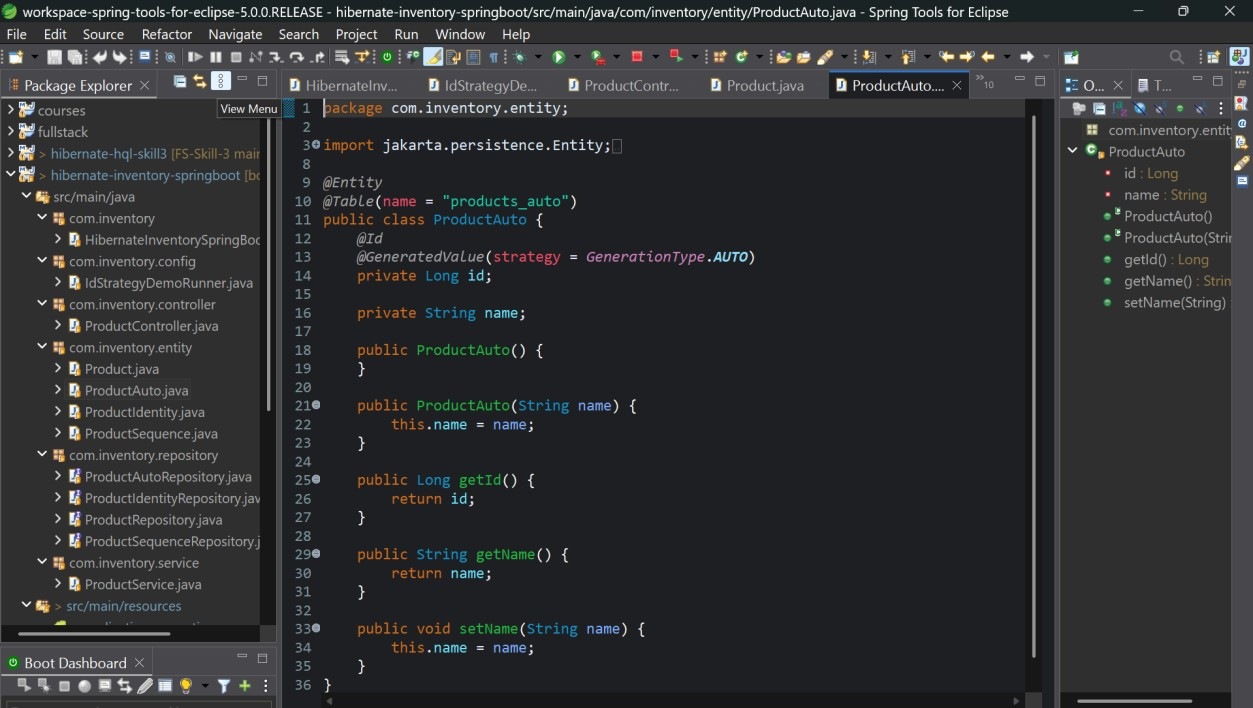 workspace-spring-tools-for-eclipse-5.0.0.RELEASE - hibernate-inventory-springboot/src/main/java/com/inventory/entity/ProductAuto.java - Spring Tools for Eclipse
File Edit Source Refactor Navigate Search Project Run Window Help
Package Explorer
View Menu
courses
fullstack
> hibernate-hql-skill3 [FS-Skill-3 mair
> hibernate-inventory-springboot [bo
src/main/java
com.inventory
HibernateInventorySpringBoo
com.inventory.config
IdStrategyDemoRunner.java
com.inventory.controller
ProductController.java
com.inventory.entity
Product.java
ProductAuto.java
ProductIdentity.java
ProductSequence.java
com.inventory.repository
ProductAutoRepository.java
ProductIdentityRepository.jav
ProductRepository.java
ProductSequenceRepository.j
com.inventory.service
ProductService.java
> src/main/resources
Boot Dashboard
HibernateInv... IdStrategyDe... ProductContr... Product.java ProductAuto.... »10
1 package com.inventory.entity;
2
3 import jakarta.persistence.Entity;
8
9 @Entity
10 @Table(name = "products_auto")
11 public class ProductAuto {
12 @Id
13 @GeneratedValue(strategy = GenerationType.AUTO)
14 private Long id;
15
16 private String name;
17
18 public ProductAuto() {
19 }
20
21 public ProductAuto(String name) {
22 this.name = name;
23 }
24
25 public Long getId() {
26 return id;
27 }
28
29 public String getName() {
30 return name;
31 }
32
33 public void setName(String name) {
34 this.name = name;
35 }
36 }
O... T...
com.inventory.entit
ProductAuto
id : Long
name : String
ProductAuto()
ProductAuto(Strin
getId() : Long
getName() : Strin
setName(String)